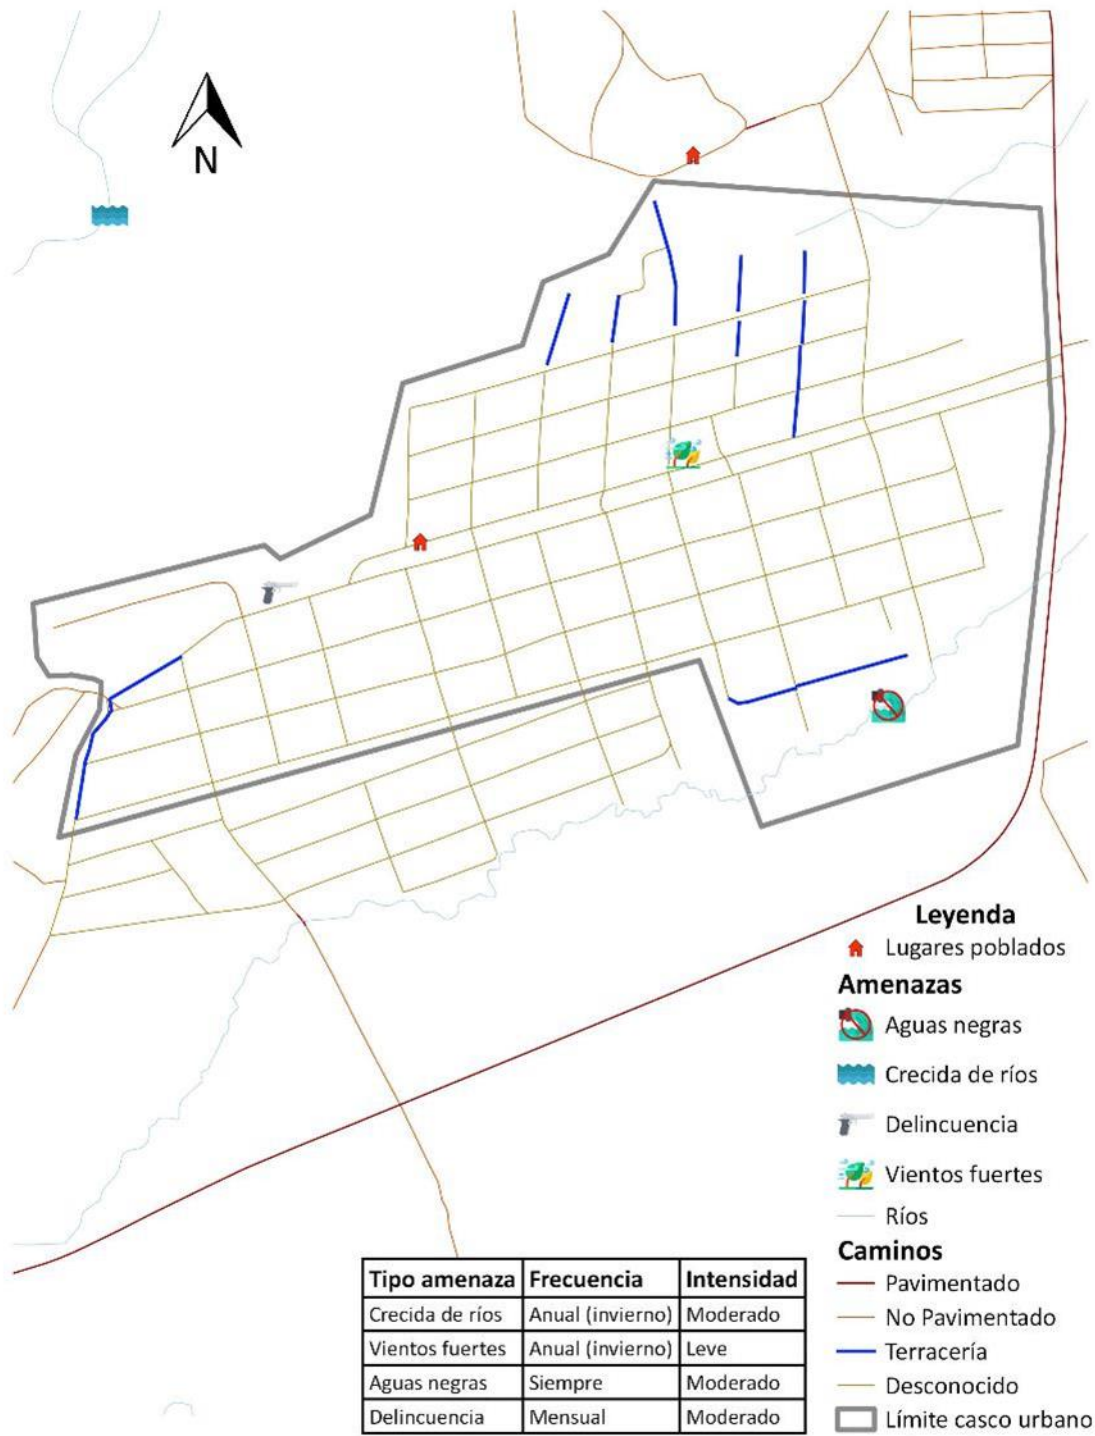 N
Leyenda
Lugares poblados
Amenazas
Aguas negras
Crecida de ríos
Delincuencia
Vientos fuertes
Ríos
Caminos
Pavimentado
No Pavimentado
Terracería
Desconocido
Límite casco urbano
Tipo amenaza Frecuencia Intensidad
Crecida de ríos Anual (invierno) Moderado
Vientos fuertes Anual (invierno) Leve
Aguas negras Siempre Moderado
Delincuencia Mensual Moderado